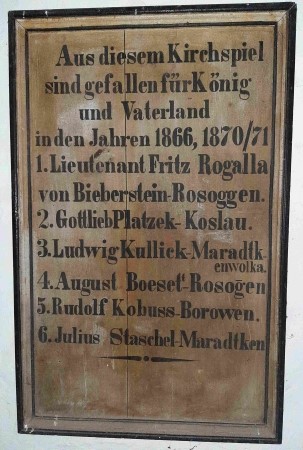 Aus diesem Kirchspiel
sind gefallen für König
und Vaterland
in den Jahren 1866, 1870/71
1. Lieutenant Fritz Rogalla
von Bieberstein-Rosoggen.
2. Gottlieb Platzek-Koslau.
3. Ludwig Kullick-Maradtk-
enwolka.
4. August Boesef-Rosogen
5. Rudolf Kobuss-Borowen.
6. Julius Staschel-Maradtken